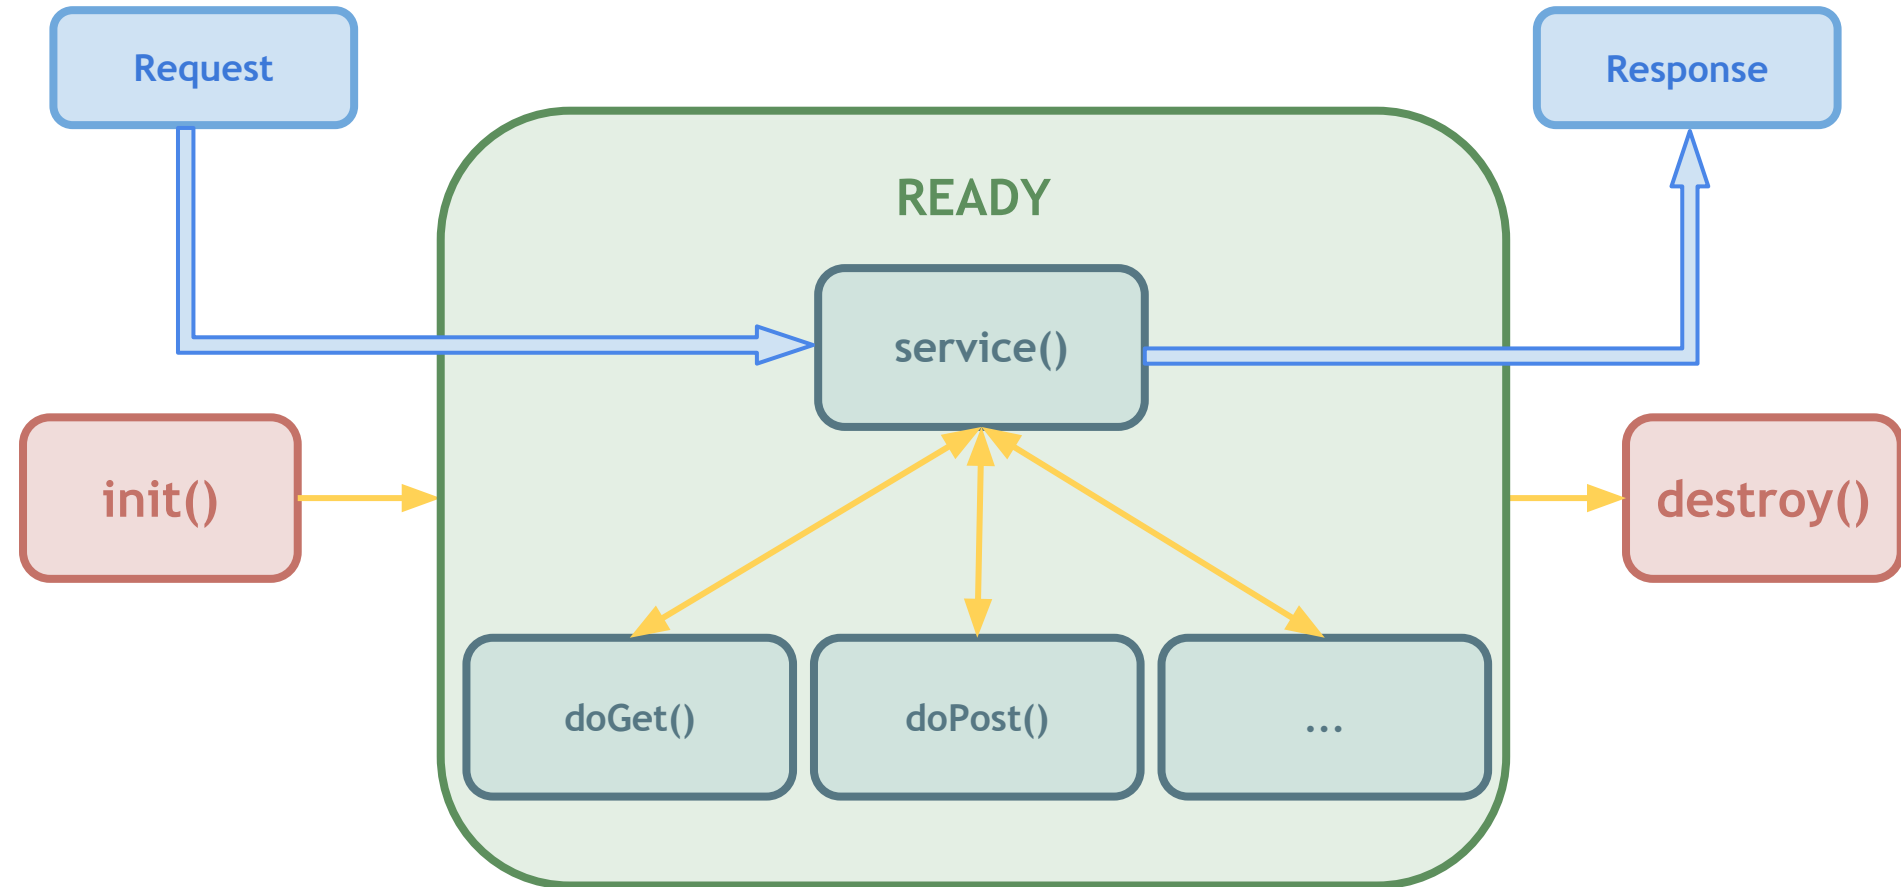 Request
Response
READY
service()
init()
destroy()
doGet()
doPost()
...